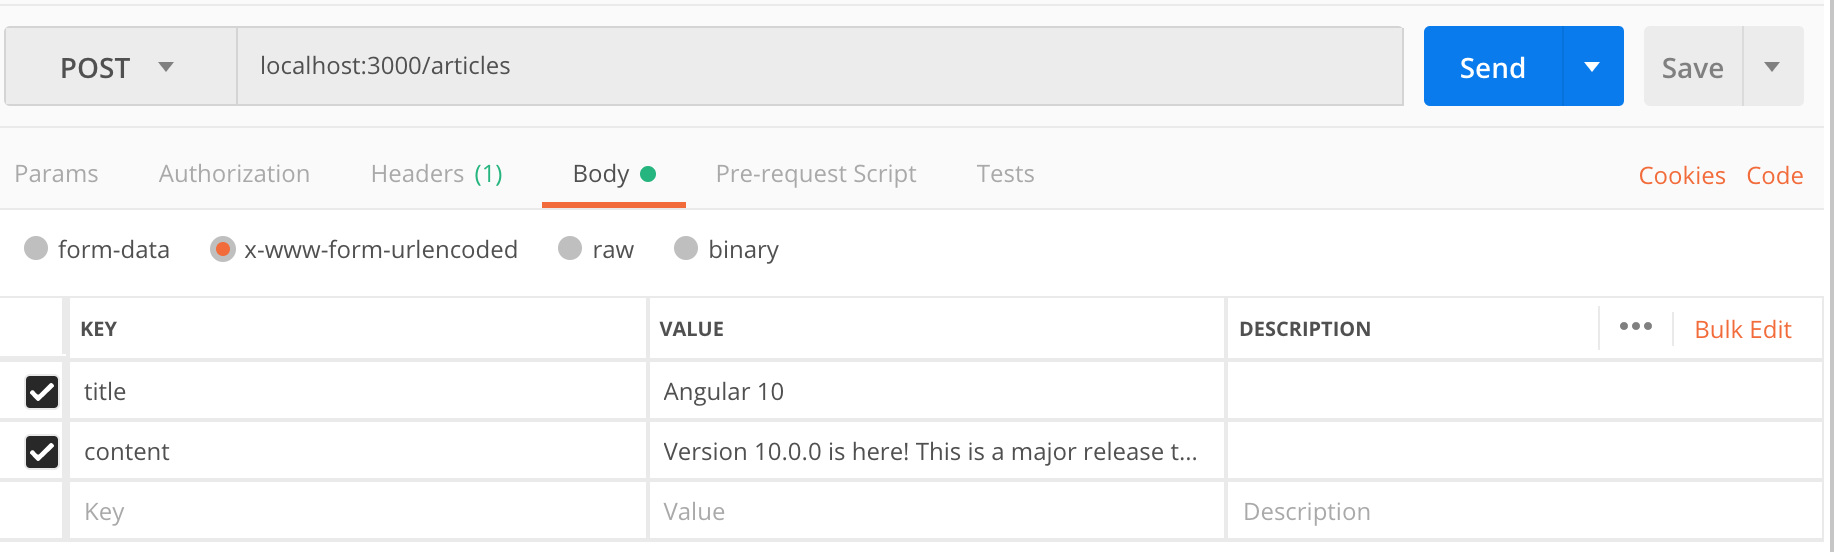 POST localhost:3000/articles Send Save
Params Authorization Headers (1) Body Pre-request Script Tests Cookies Code
form-data x-www-form-urlencoded raw binary
KEY VALUE DESCRIPTION ••• Bulk Edit
title Angular 10
content Version 10.0.0 is here! This is a major release t...
Key Value Description